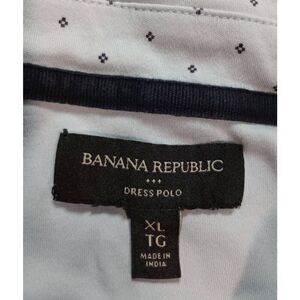 BANANA REPUBLIC
DRESS POLO
XL
TG
MADE IN
INDIA